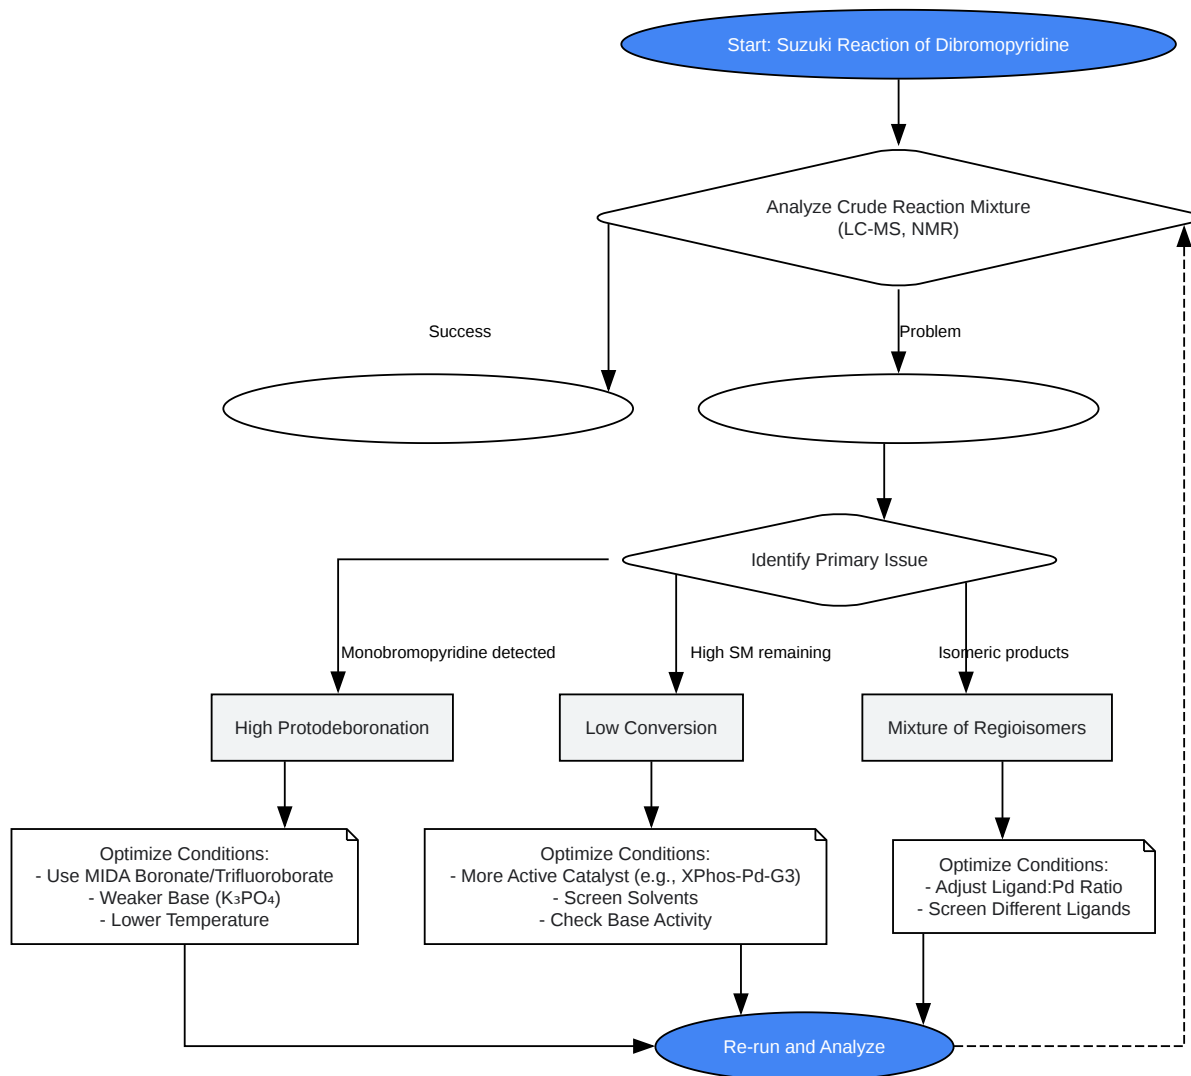 Start: Suzuki Reaction of Dibromopyridine
Analyze Crude Reaction Mixture
(LC-MS, NMR)
Success
Problem
Identify Primary Issue
Monobromopyridine detected
High SM remaining
Isomeric products
High Protodeboronation
Low Conversion
Mixture of Regioisomers
Optimize Conditions:
- Use MIDA Boronate/Trifluoroborate
- Weaker Base (K₃PO₄)
- Lower Temperature
Optimize Conditions:
- More Active Catalyst (e.g., XPhos-Pd-G3)
- Screen Solvents
- Check Base Activity
Optimize Conditions:
- Adjust Ligand:Pd Ratio
- Screen Different Ligands
Re-run and Analyze